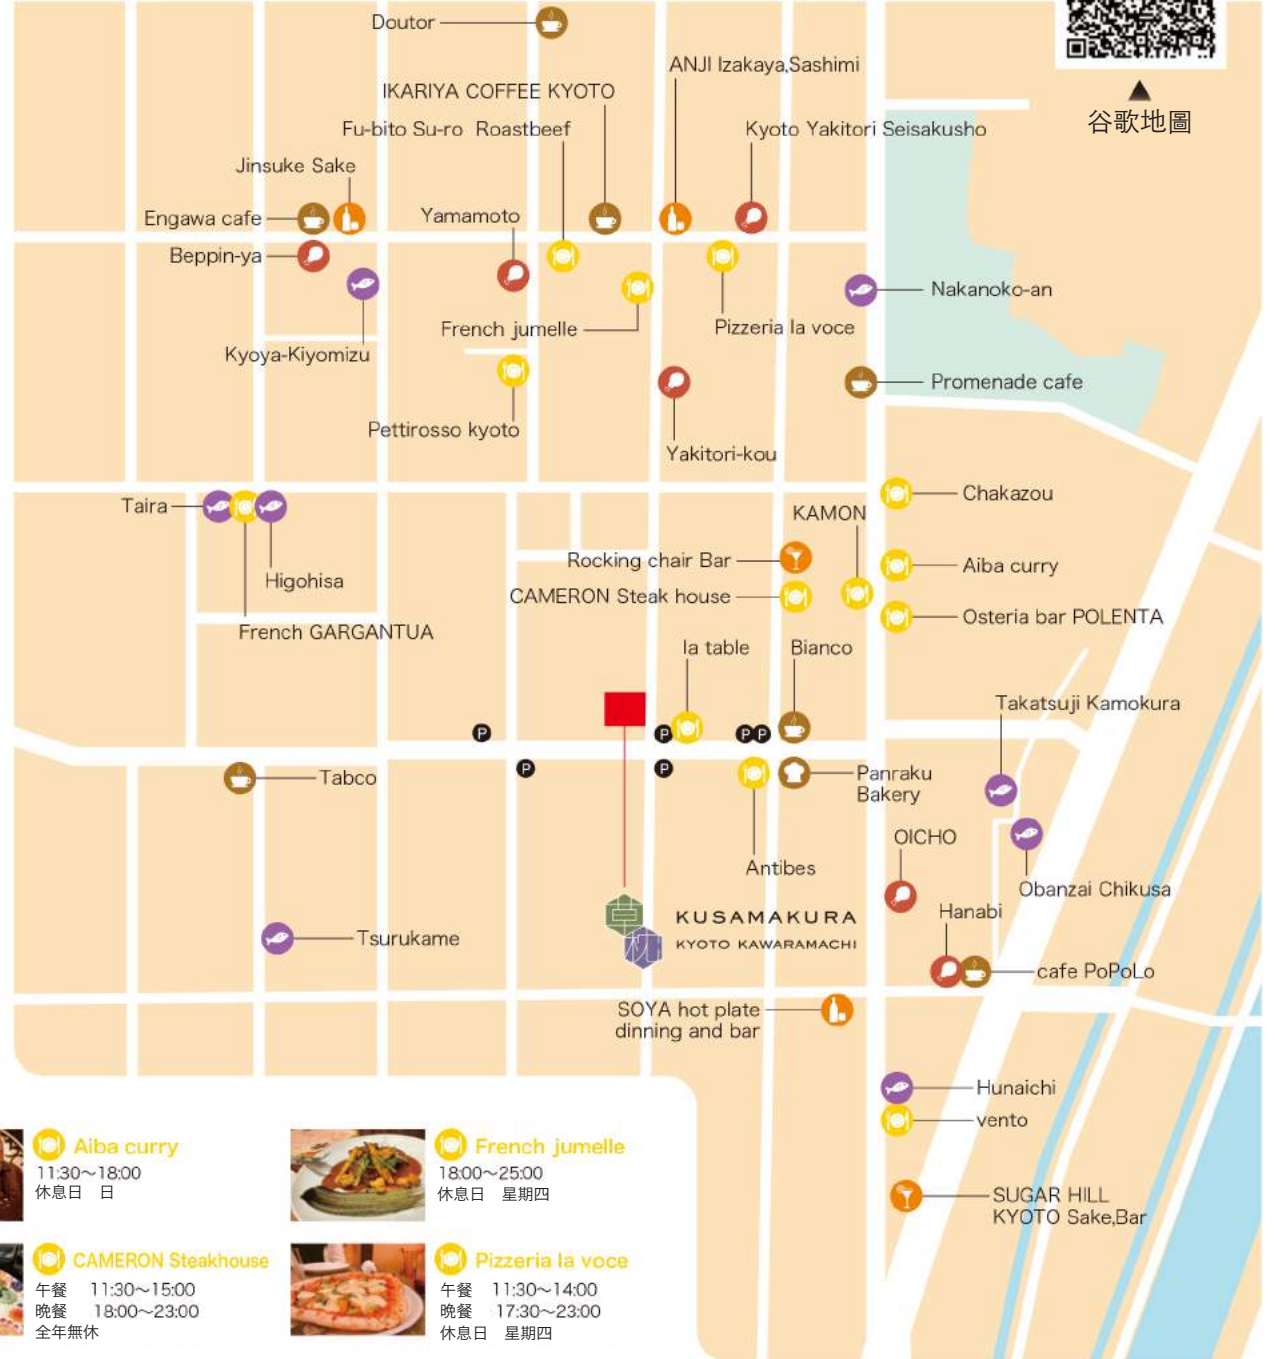 Doutor
ANJI Izakaya,Sashimi
IKARIYA COFFEE KYOTO
谷歌地圖
Fu-bito Su-ro Roastbeef
Kyoto Yakitori Seisakusho
Jinsuke Sake
Engawa cafe
Yamamoto
Beppin-ya
Nakanoko-an
French jumelle
Pizzeria la voce
Kyoya-Kiyomizu
Promenade cafe
Pettirosso kyoto
Yakitori-kou
Chakazou
Taira
KAMON
Rocking chair Bar
Aiba curry
Higohisa
CAMERON Steak house
Osteria bar POLENTA
French GARGANTUA
la table
Bianco
Takatsuji Kamokura
P
P
P P
P
P
Tabco
Panraku
Bakery
OICHO
Antibes
Obanzai Chikusa
Hanabi
草
枕
KUSAMAKURA
KYOTO KAWARAMACHI
Tsurukame
cafe PoPoLo
SOYA hot plate
dinning and bar
Hunaichi
vento
SUGAR HILL
KYOTO Sake,Bar
Aiba curry
11:30～18:00
休息日 日
French jumelle
18:00～25:00
休息日 星期四
CAMERON Steakhouse
午餐 11:30～15:00
晚餐 18:00～23:00
全年無休
Pizzeria la voce
午餐 11:30～14:00
晚餐 17:30～23:00
休息日 星期四